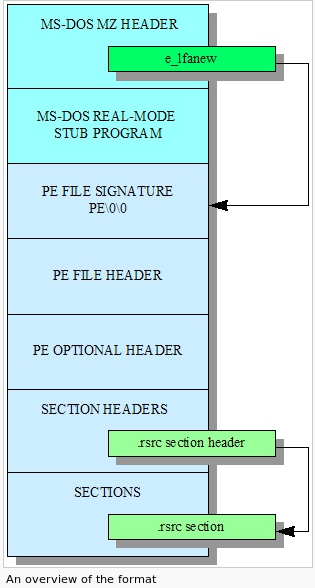 MS-DOS MZ HEADER
e_lfanew
MS-DOS REAL-MODE
STUB PROGRAM
PE FILE SIGNATURE
PE\0\0
PE FILE HEADER
PE OPTIONAL HEADER
SECTION HEADERS
.rsrc section header
SECTIONS
.rsrc section
An overview of the format